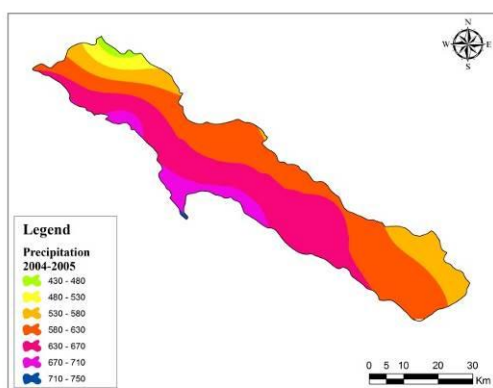 N
W E
S
Legend
Precipitation
2004-2005
430 - 480
480 - 530
530 - 580
580 - 630
630 - 670
670 - 710
710 - 750
0 5 10 20 30
Km